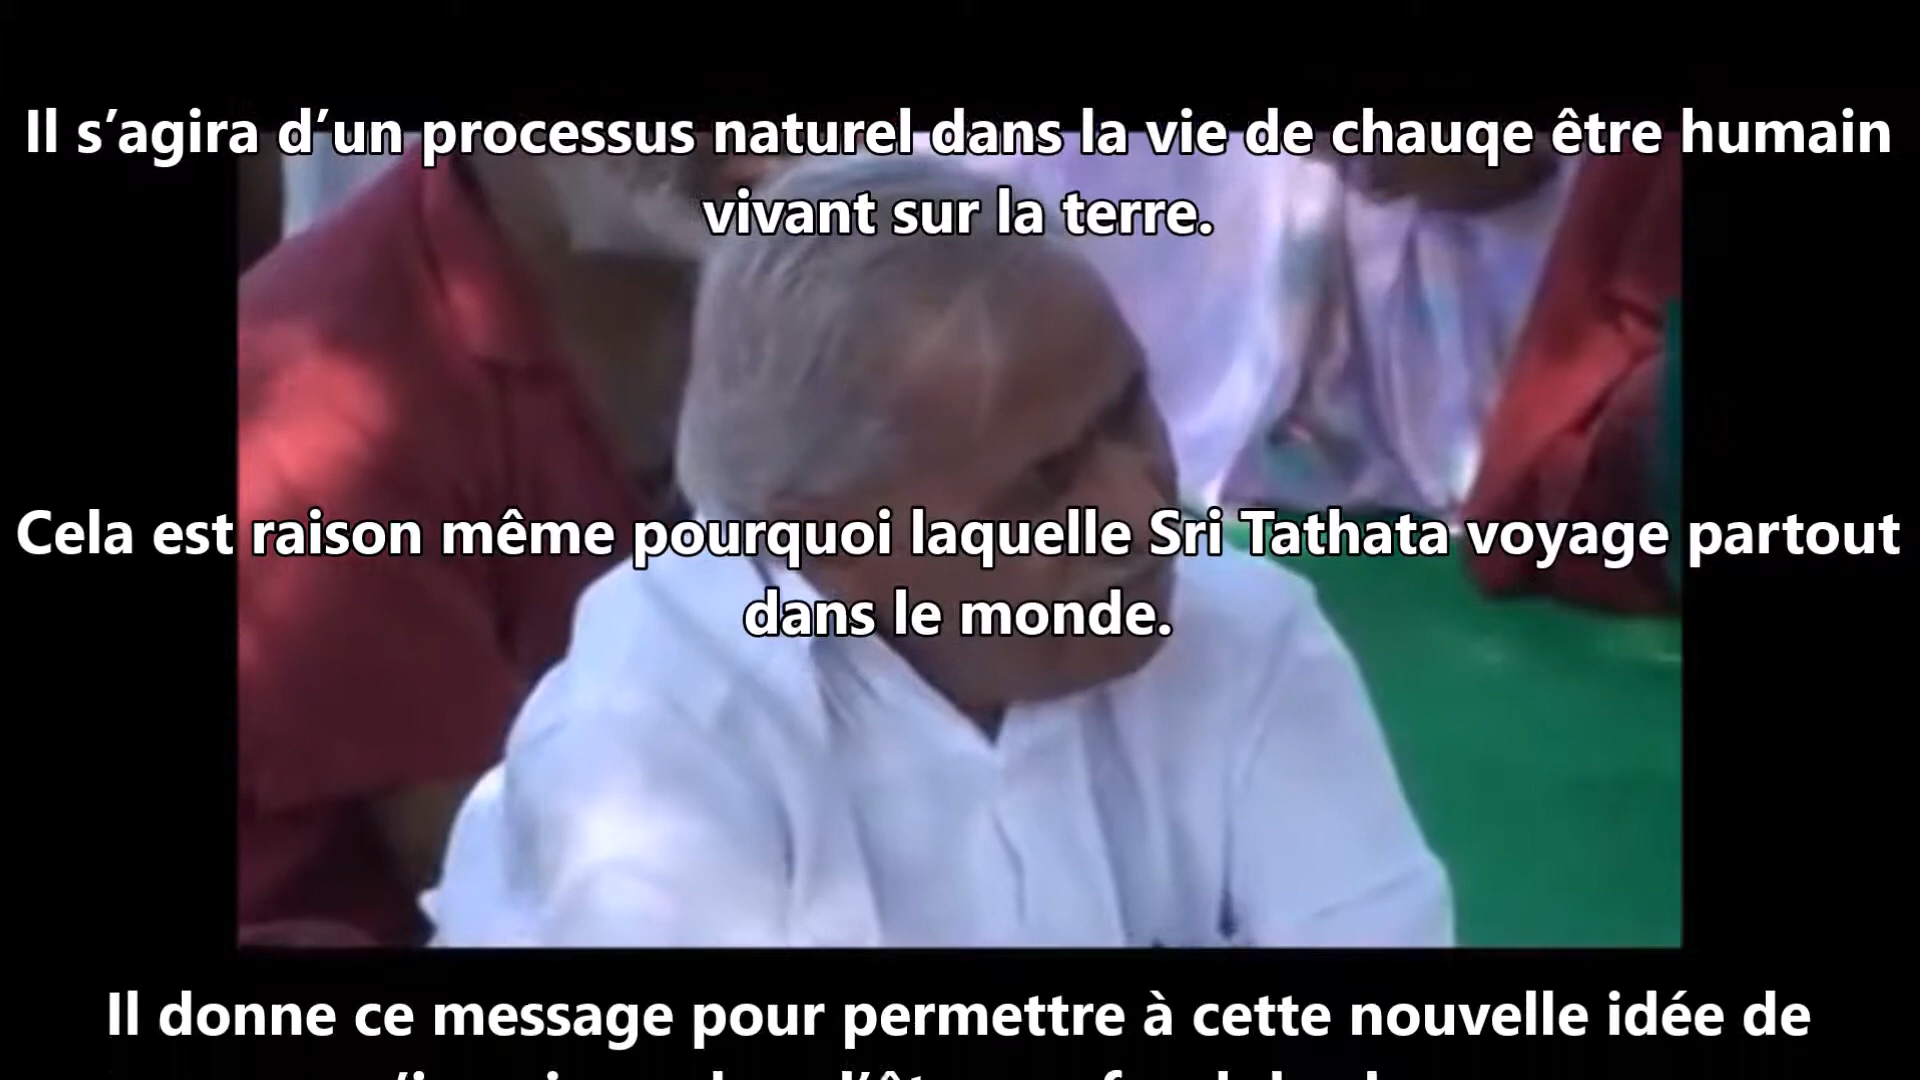 Il s’agira d’un processus naturel dans la vie de chauqe être humain
vivant sur la terre.
Cela est raison même pourquoi laquelle Sri Tathata voyage partout
dans le monde.
Il donne ce message pour permettre à cette nouvelle idée de